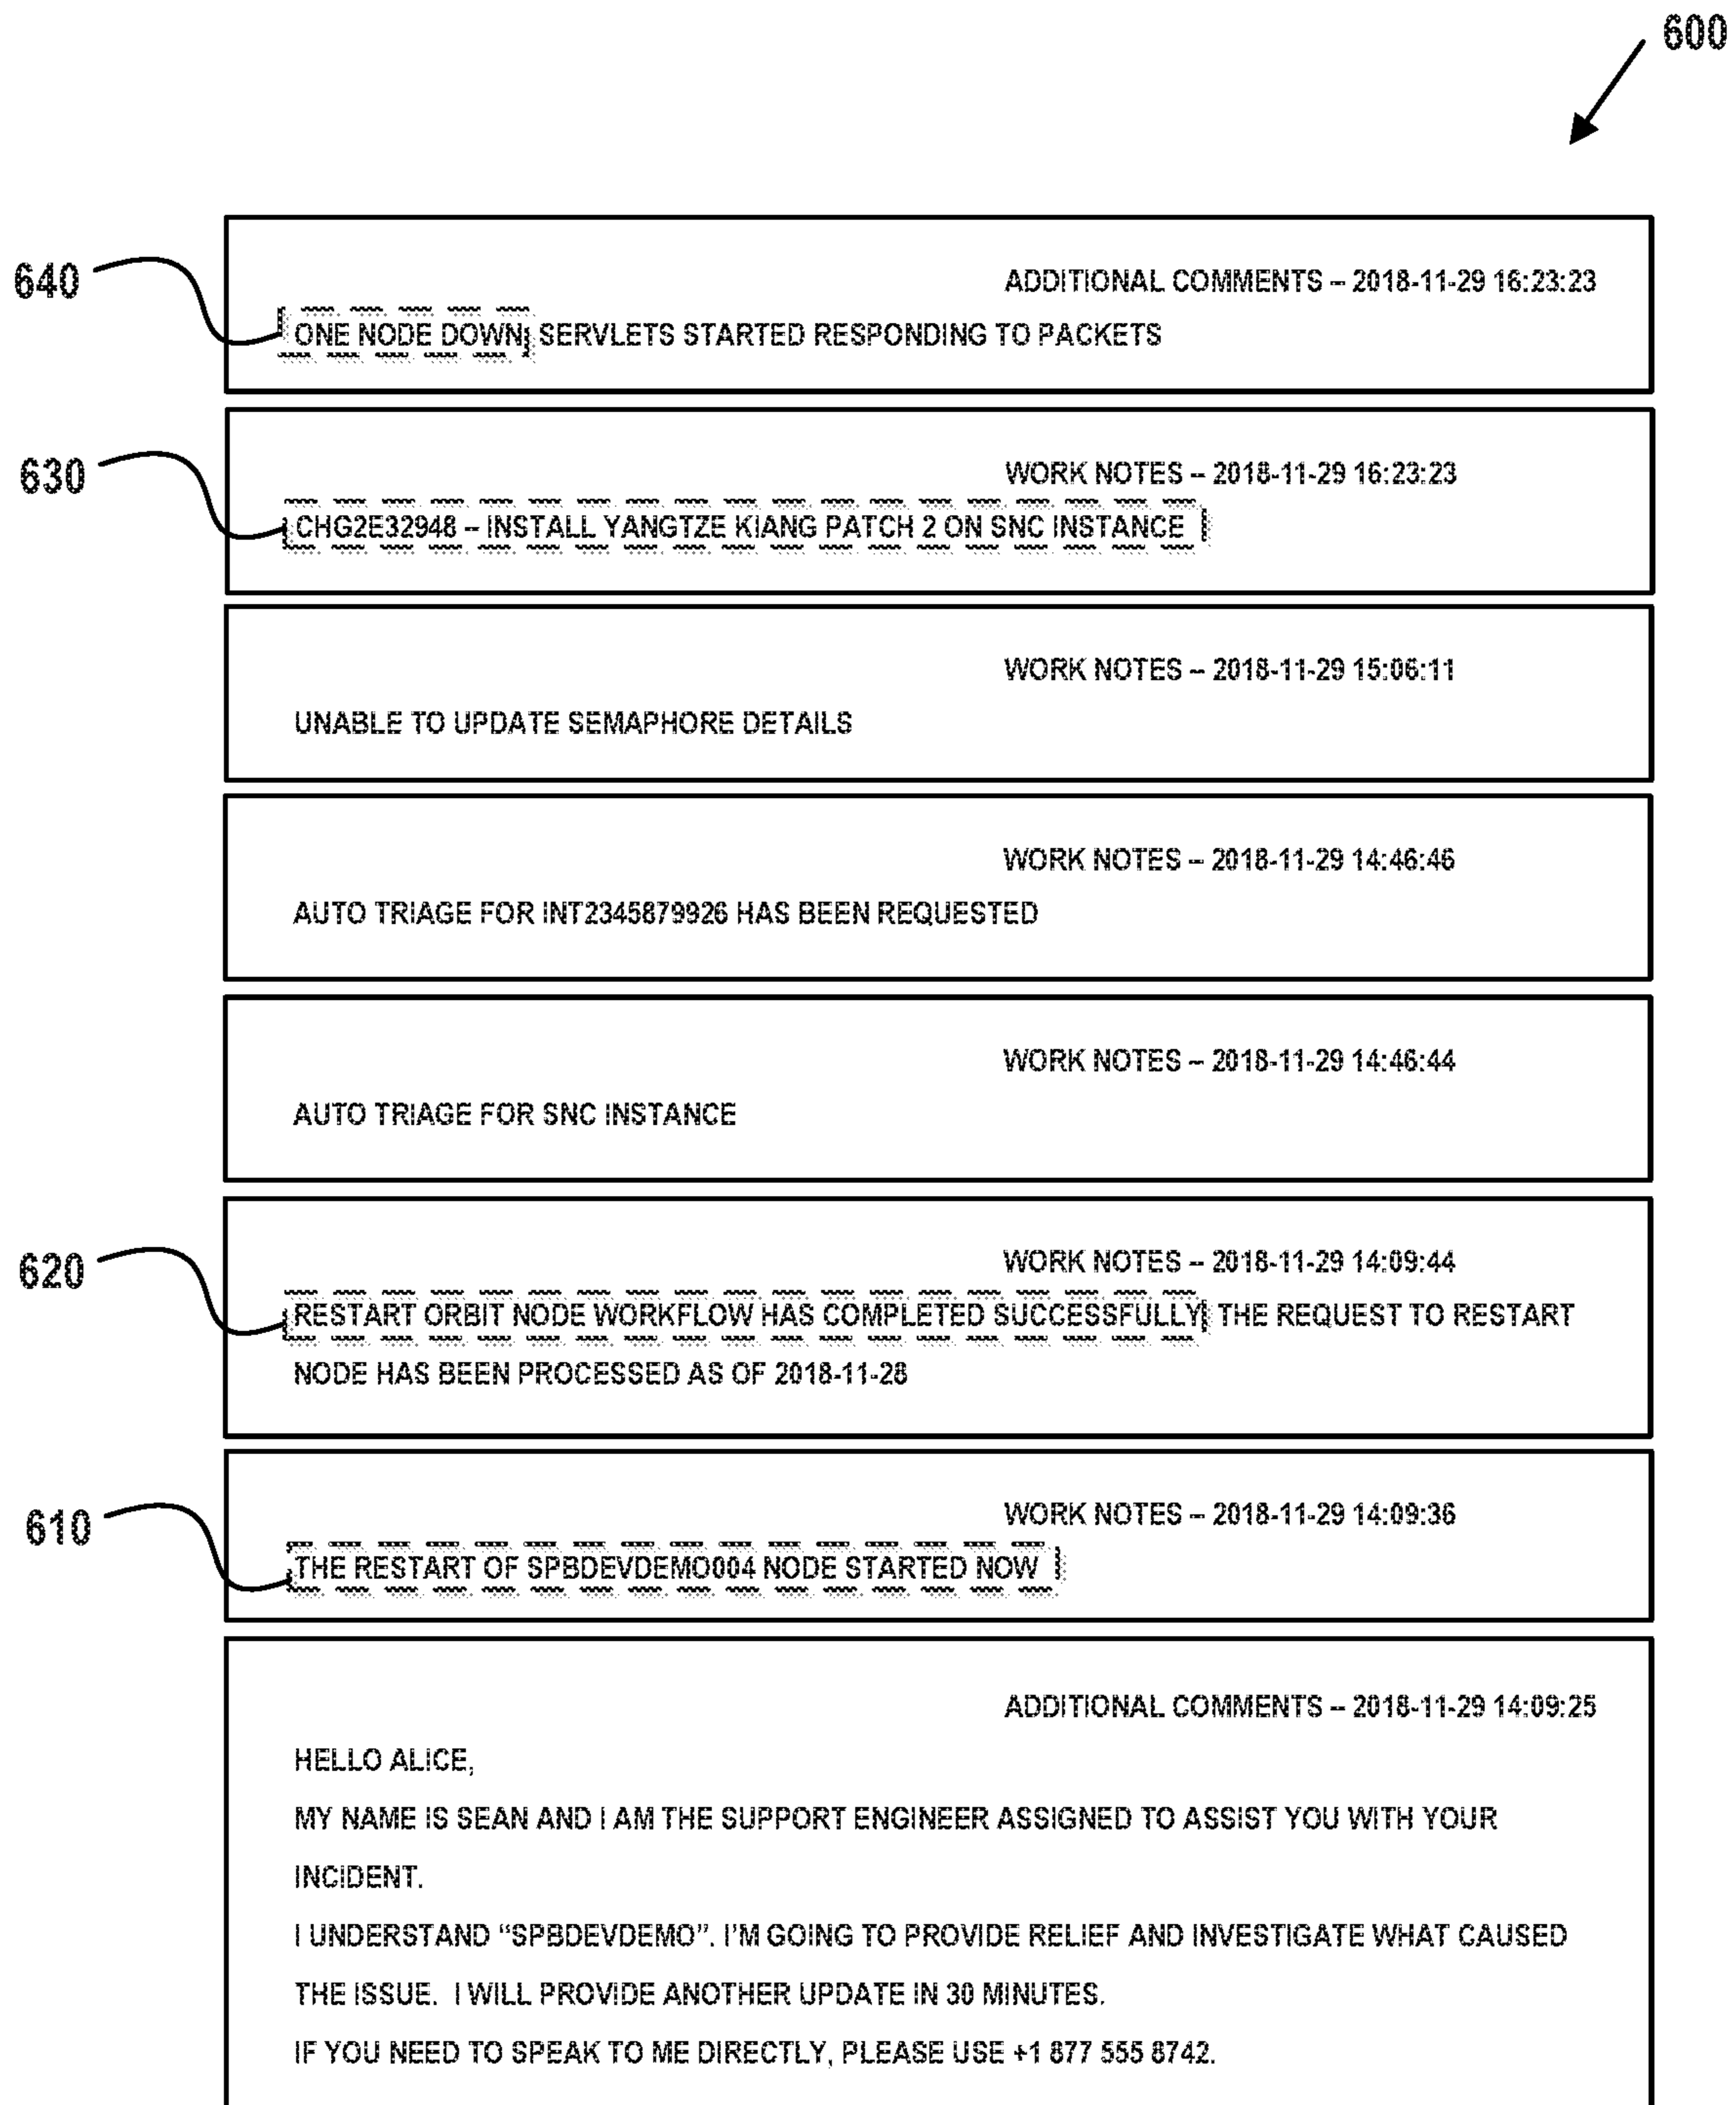 600
640
ADDITIONAL COMMENTS – 2018-11-29 16:23:23
ONE NODE DOWN SERVLETS STARTED RESPONDING TO PACKETS
630
WORK NOTES – 2018-11-29 16:23:23
CHG2E32948 – INSTALL YANGTZE KIANG PATCH 2 ON SNC INSTANCE
WORK NOTES – 2018-11-29 15:06:11
UNABLE TO UPDATE SEMAPHORE DETAILS
WORK NOTES – 2018-11-29 14:46:46
AUTO TRIAGE FOR INT2345879926 HAS BEEN REQUESTED
WORK NOTES – 2018-11-29 14:46:44
AUTO TRIAGE FOR SNC INSTANCE
620
WORK NOTES – 2018-11-29 14:09:44
RESTART ORBIT NODE WORKFLOW HAS COMPLETED SUCCESSFULLY THE REQUEST TO RESTART
NODE HAS BEEN PROCESSED AS OF 2018-11-28
610
WORK NOTES – 2018-11-29 14:09:36
THE RESTART OF SPBDEVDEMO004 NODE STARTED NOW
ADDITIONAL COMMENTS – 2018-11-29 14:09:25
HELLO ALICE,
MY NAME IS SEAN AND I AM THE SUPPORT ENGINEER ASSIGNED TO ASSIST YOU WITH YOUR
INCIDENT.
I UNDERSTAND “SPBDEVDEMO”. I'M GOING TO PROVIDE RELIEF AND INVESTIGATE WHAT CAUSED
THE ISSUE. I WILL PROVIDE ANOTHER UPDATE IN 30 MINUTES.
IF YOU NEED TO SPEAK TO ME DIRECTLY, PLEASE USE +1 877 555 8742.